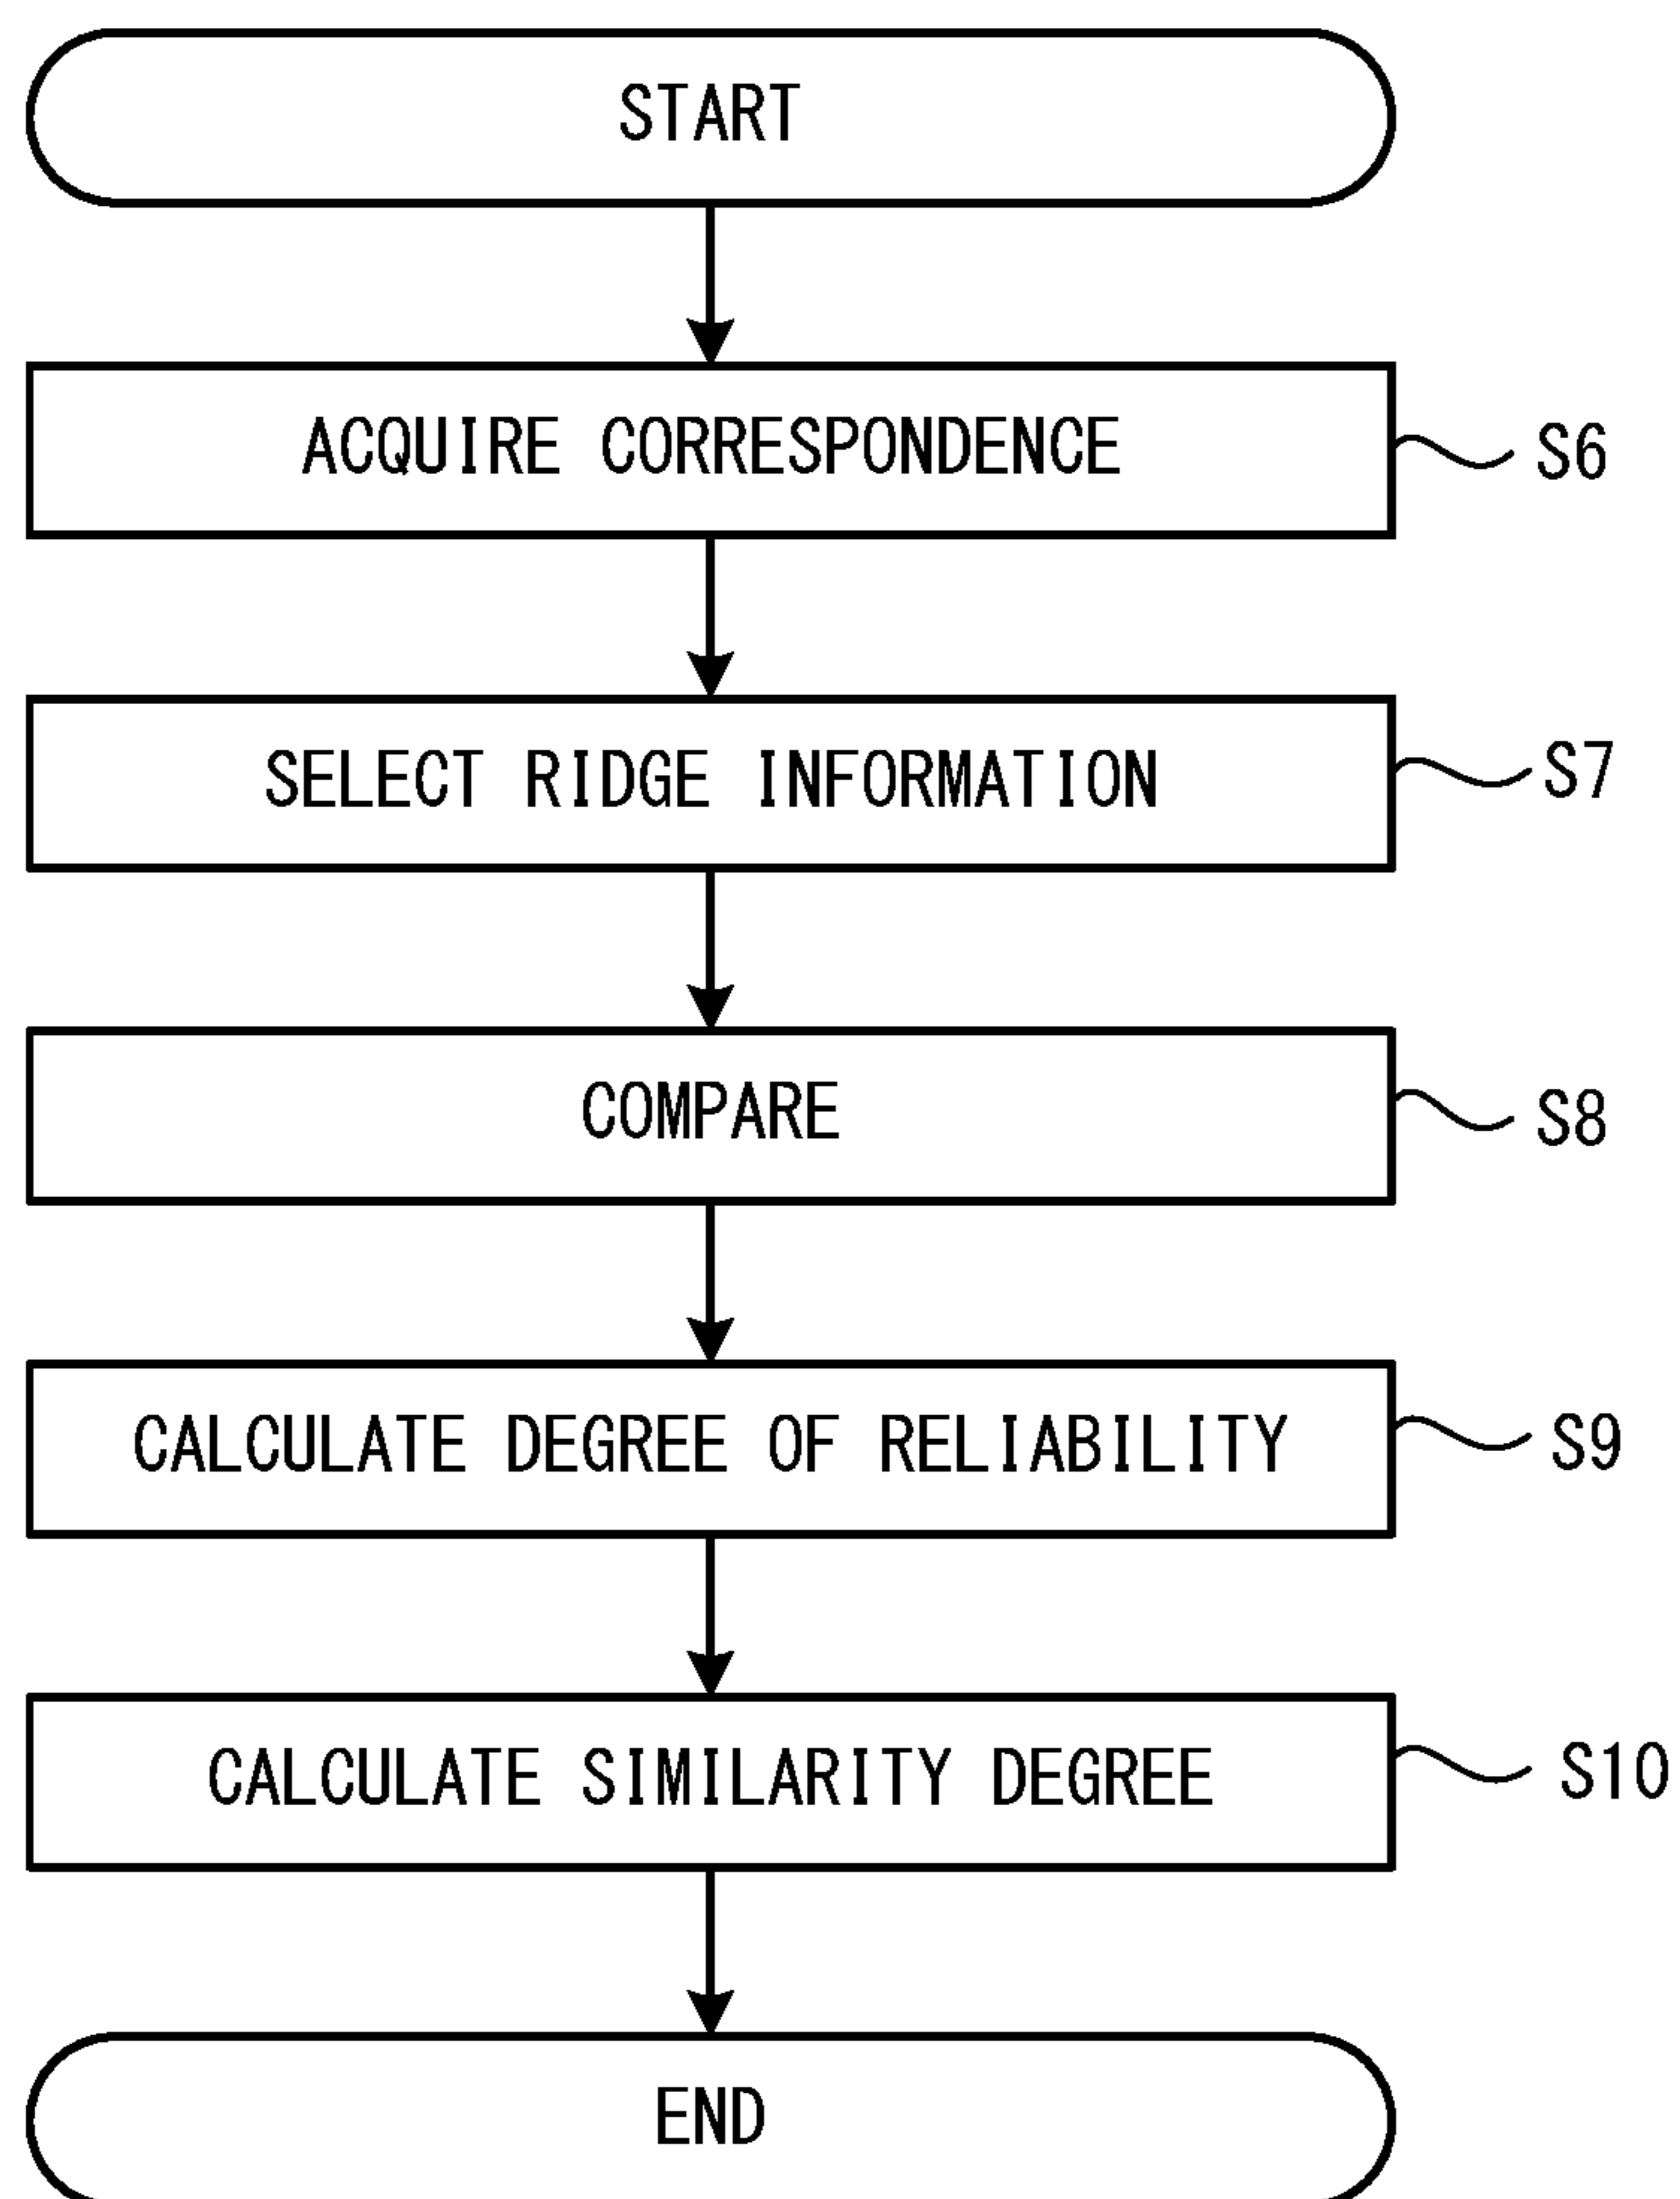 START
ACQUIRE CORRESPONDENCE S6
SELECT RIDGE INFORMATION S7
COMPARE S8
CALCULATE DEGREE OF RELIABILITY S9
CALCULATE SIMILARITY DEGREE S10
END